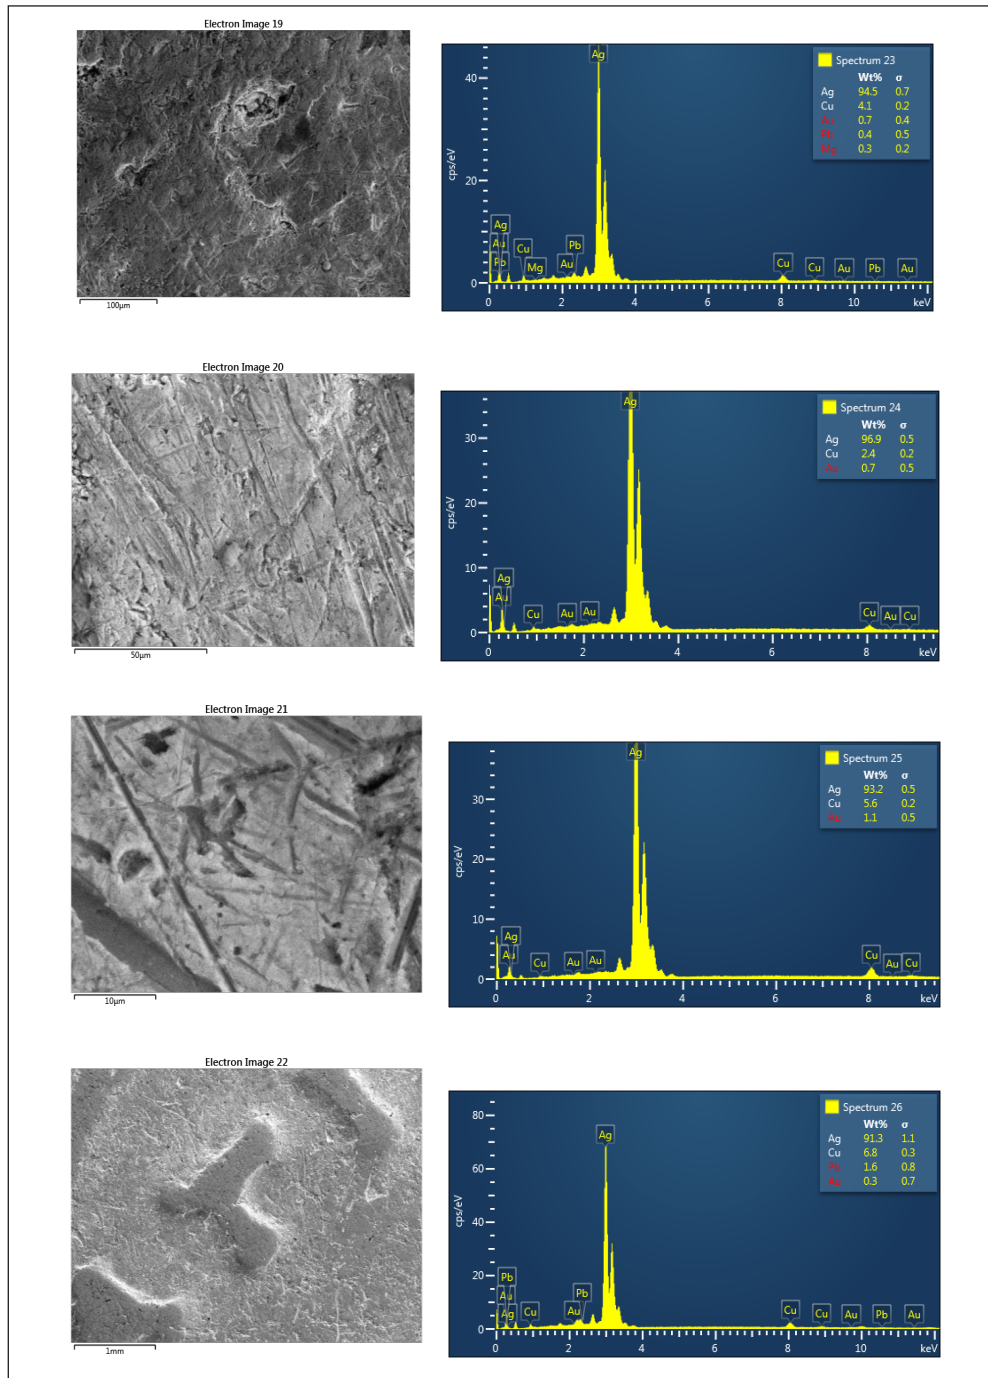 Electron Image 19
100µm
Spectrum 23
Wt% σ
Ag 94.5 0.7
Cu 4.1 0.2
Au 0.7 0.4
Pb 0.4 0.5
Mg 0.3 0.2
cps/eV
40
20
0
Ag
Ag
Au
Pb
Cu
Mg
Au
Pb
Cu
Cu
Au
Pb
Au
0 2 4 6 8 10 keV
Electron Image 20
50µm
Spectrum 24
Wt% σ
Ag 96.9 0.5
Cu 2.4 0.2
Au 0.7 0.5
cps/eV
30
20
10
0
Ag
Ag
Au
Cu
Au
Au
Cu
Au
Cu
0 2 4 6 8 keV
Electron Image 21
10µm
Spectrum 25
Wt% σ
Ag 93.2 0.5
Cu 5.6 0.2
Au 1.1 0.5
cps/eV
30
20
10
0
Ag
Ag
Au
Cu
Au
Au
Cu
Au
Cu
0 2 4 6 8 keV
Electron Image 22
1mm
Spectrum 26
Wt% σ
Ag 91.3 1.1
Cu 6.8 0.3
Pb 1.6 0.8
Au 0.3 0.7
cps/eV
80
60
40
20
0
Ag
Pb
Au
Ag
Cu
Au
Pb
Cu
Cu
Au
Pb
Au
0 2 4 6 8 10 keV